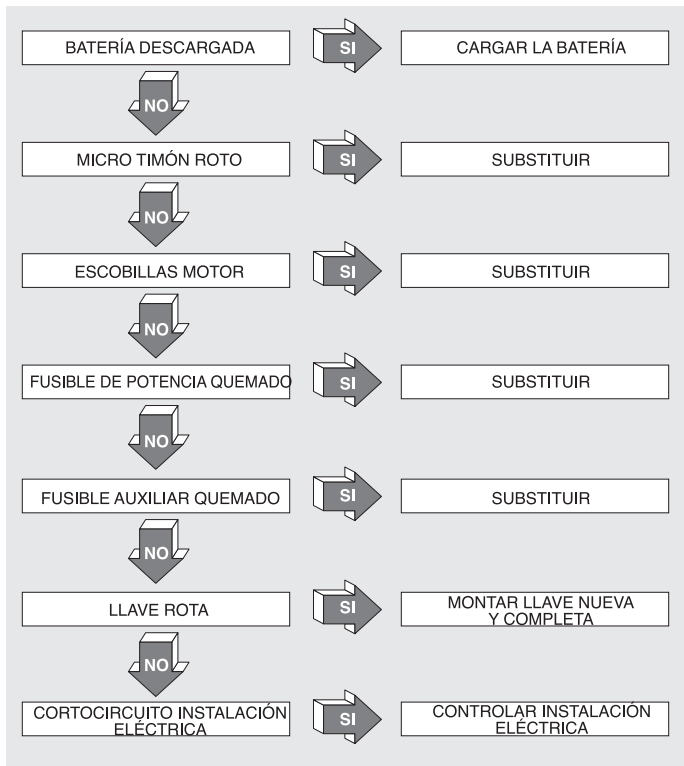 BATERÍA DESCARGADA
SI
CARGAR LA BATERÍA
NO
MICRO TIMÓN ROTO
SI
SUBSTITUIR
NO
ESCOBILLAS MOTOR
SI
SUBSTITUIR
NO
FUSIBLE DE POTENCIA QUEMADO
SI
SUBSTITUIR
NO
FUSIBLE AUXILIAR QUEMADO
SI
SUBSTITUIR
NO
LLAVE ROTA
SI
MONTAR LLAVE NUEVA
Y COMPLETA
NO
CORTOCIRCUITO INSTALACIÓN
ELÉCTRICA
SI
CONTROLAR INSTALACIÓN
ELÉCTRICA